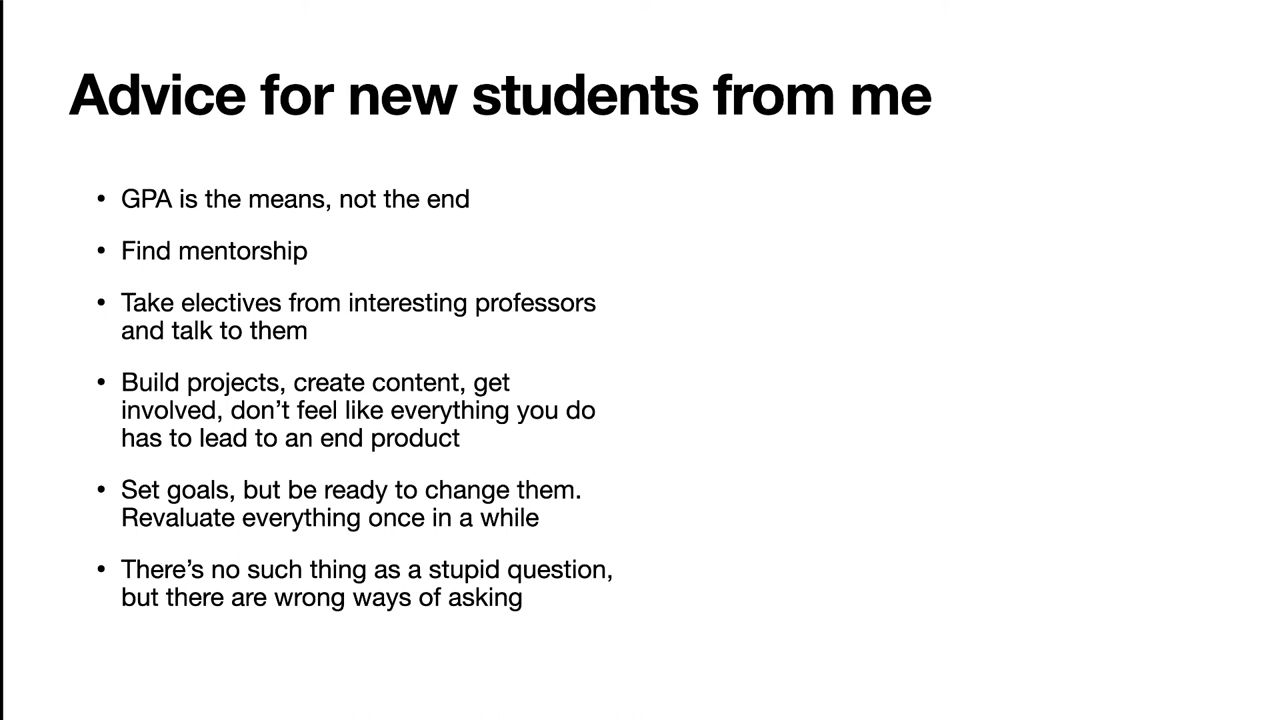 Advice for new students from me
• GPA is the means, not the end
• Find mentorship
• Take electives from interesting professors
and talk to them
• Build projects, create content, get
involved, don’t feel like everything you do
has to lead to an end product
• Set goals, but be ready to change them.
Revaluate everything once in a while
• There’s no such thing as a stupid question,
but there are wrong ways of asking